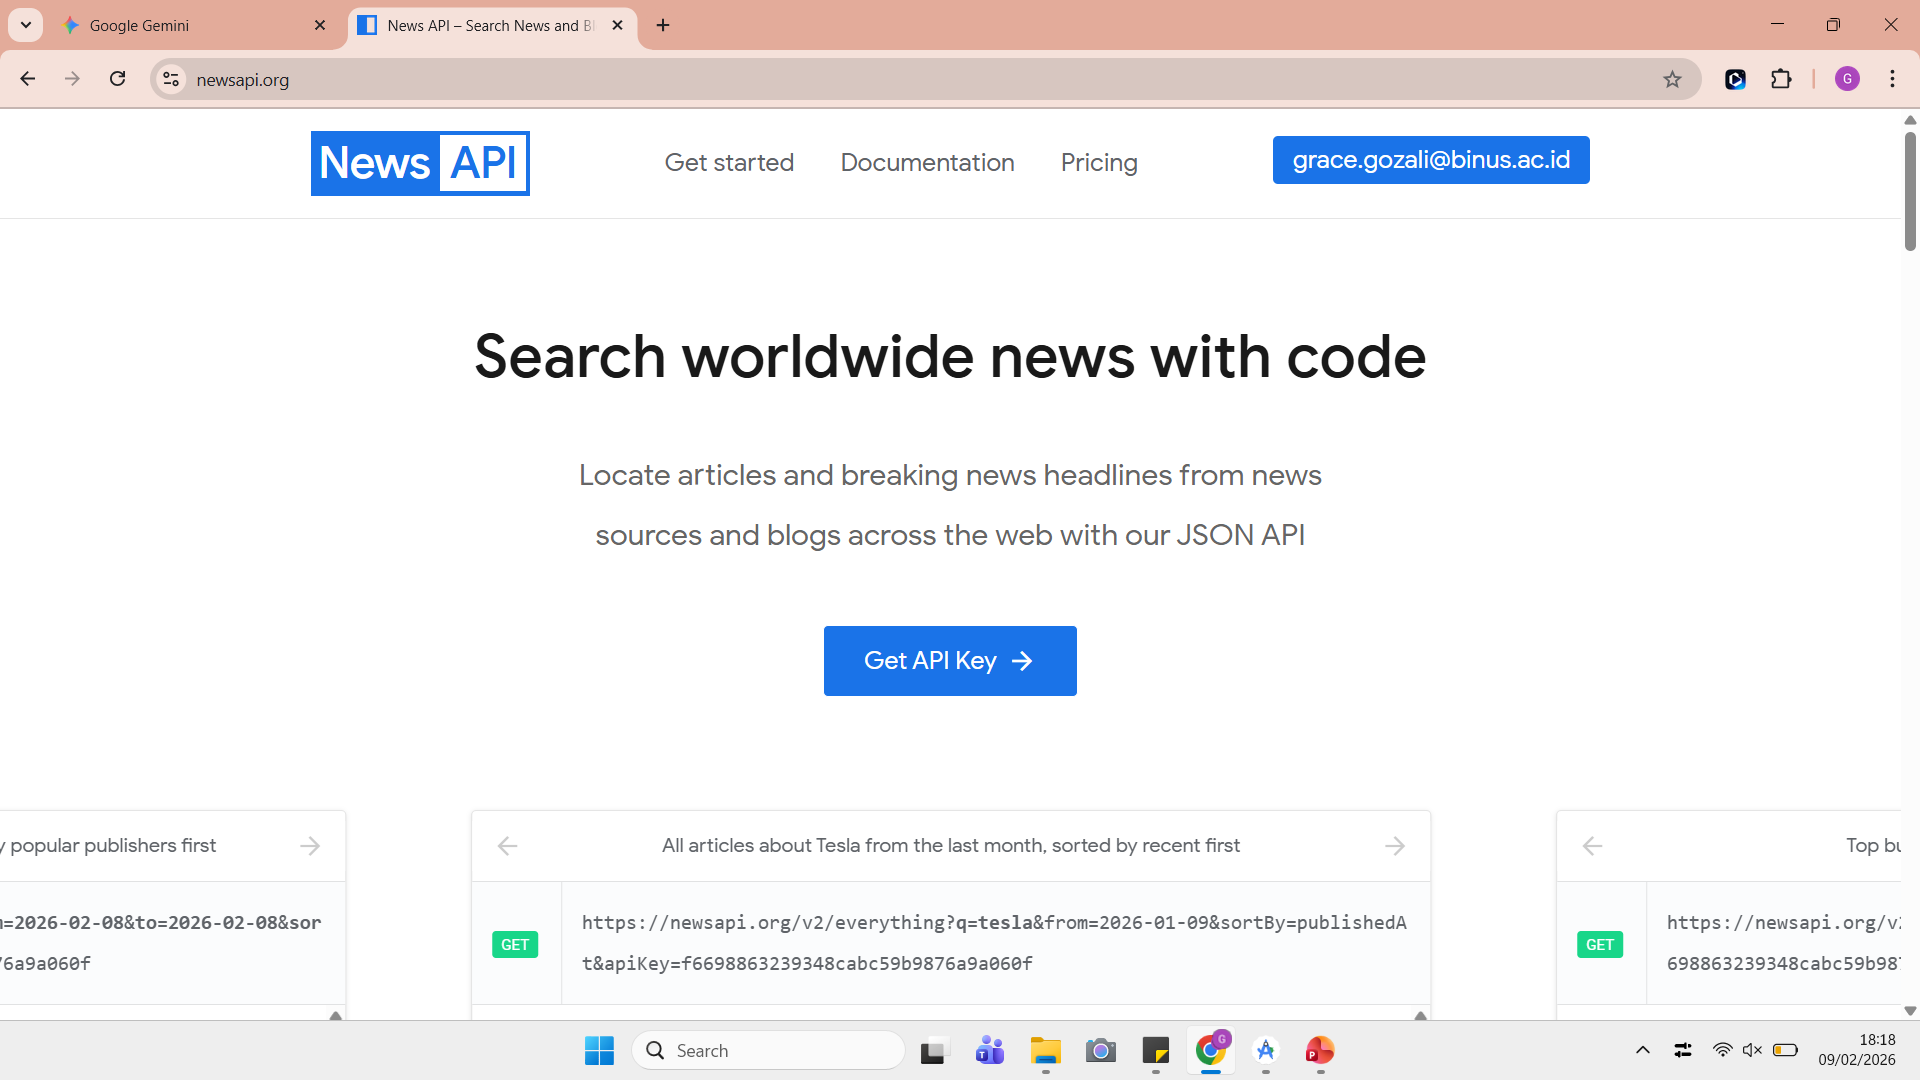 Google Gemini
News API – Search News and Bl
newsapi.org
G
News API
Get started
Documentation
Pricing
grace.gozali@binus.ac.id
Search worldwide news with code
Locate articles and breaking news headlines from news
sources and blogs across the web with our JSON API
Get API Key →
y popular publishers first
=2026-02-08&to=2026-02-08&sor
76a9a060f
All articles about Tesla from the last month, sorted by recent first
GET
https://newsapi.org/v2/everything?q=tesla&from=2026-01-09&sortBy=publishedA
t&apiKey=f6698863239348cabc59b9876a9a060f
Top bu
GET
https://newsapi.org/v2
698863239348cabc59b987
Search
18:18
09/02/2026